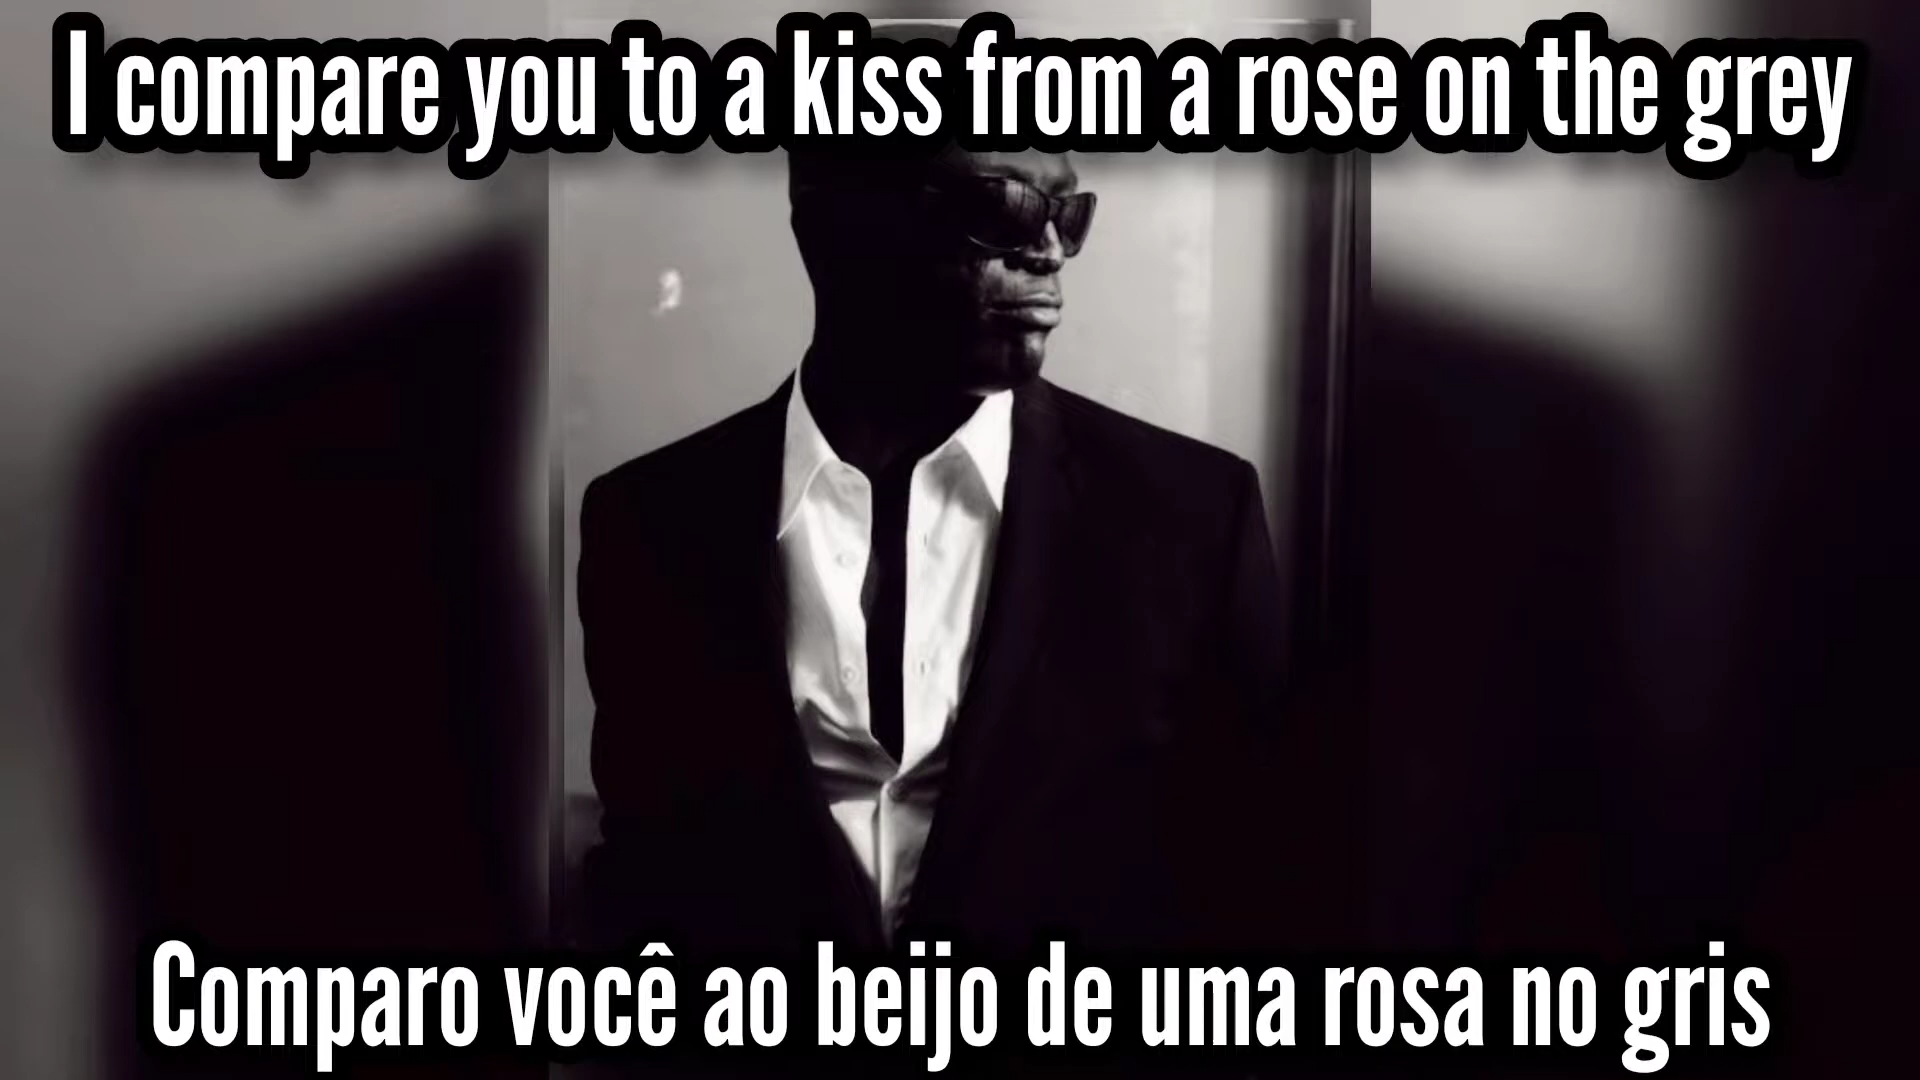 I compare you to a kiss from a rose on the grey
Comparo você ao beijo de uma rosa no gris